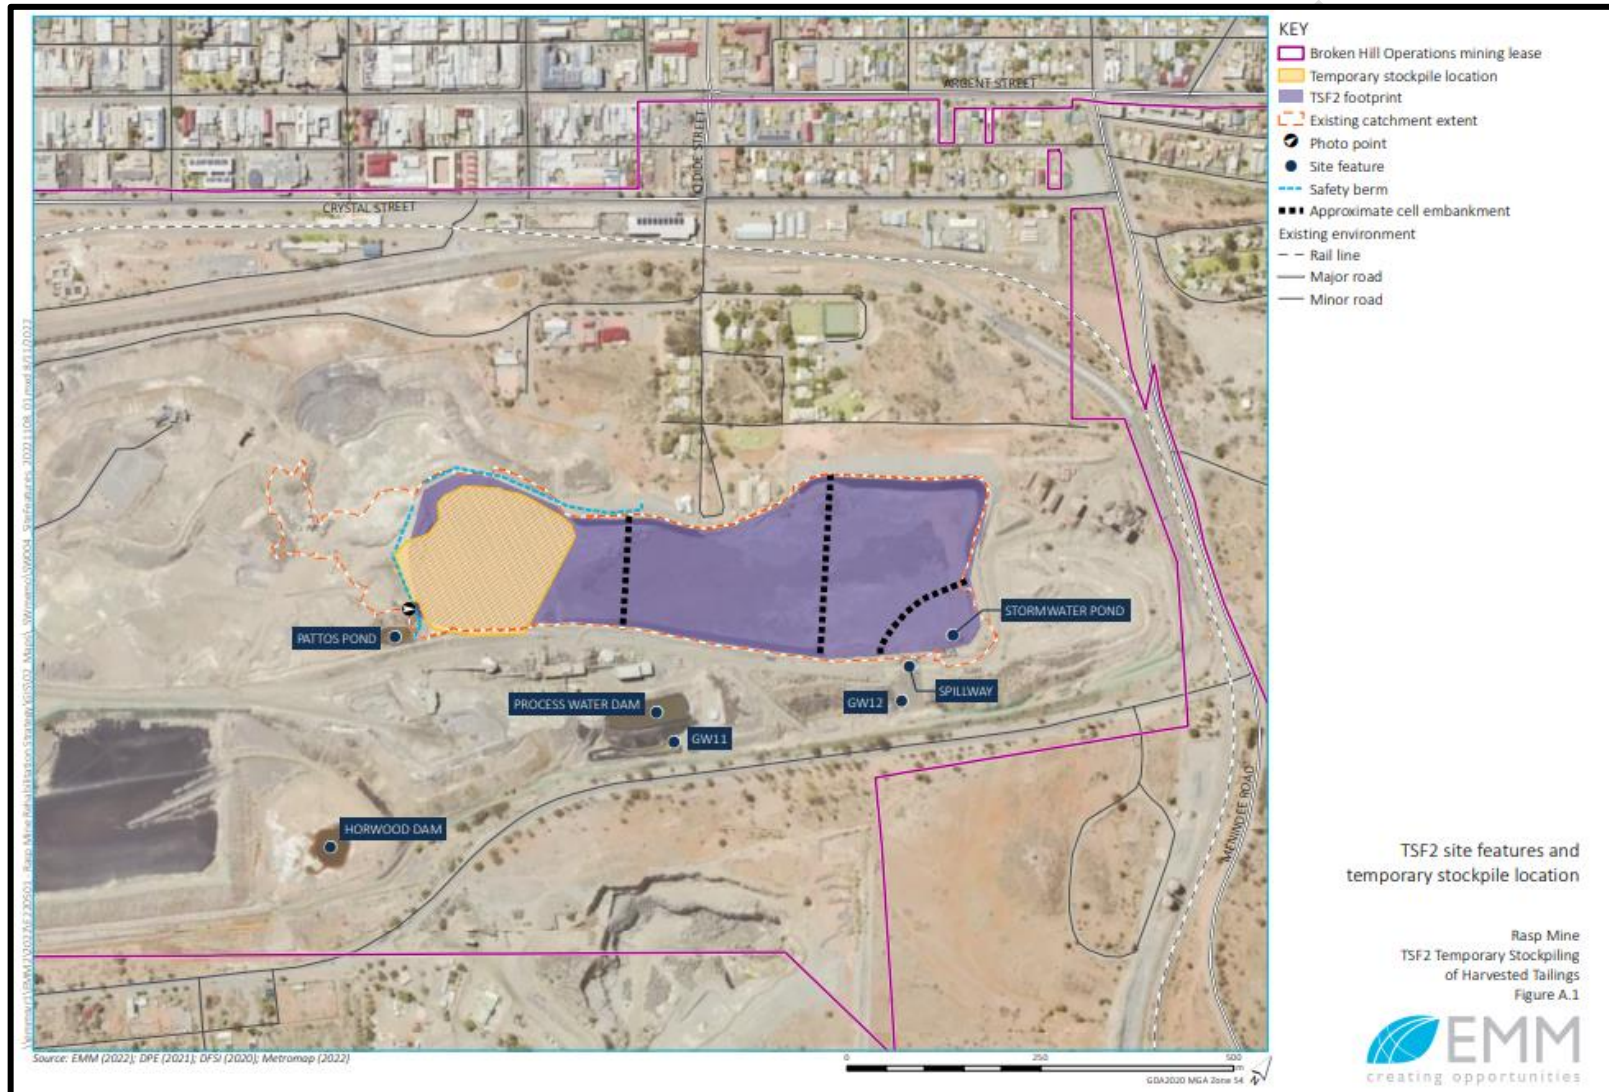 KEY
Broken Hill Operations mining lease
Temporary stockpile location
TSF2 footprint
Existing catchment extent
Photo point
Site feature
Safety berm
Approximate cell embankment
Existing environment
Rail line
Major road
Minor road
ARGENT STREET
CRYSTAL STREET
PATTOS POND
STORMWATER POND
SPILLWAY
GW12
PROCESS WATER DAM
GW11
HORWOOD DAM
MENINDEE ROAD
TSF2 site features and
temporary stockpile location
Rasp Mine
TSF2 Temporary Stockpiling
of Harvested Tailings
Figure A.1
EMM
creating opportunities
Source: EMM (2022); DPE (2021); DFSI (2020); Metromap (2022)
0 250 500
m
GDA2020 MGA Zone 54 N